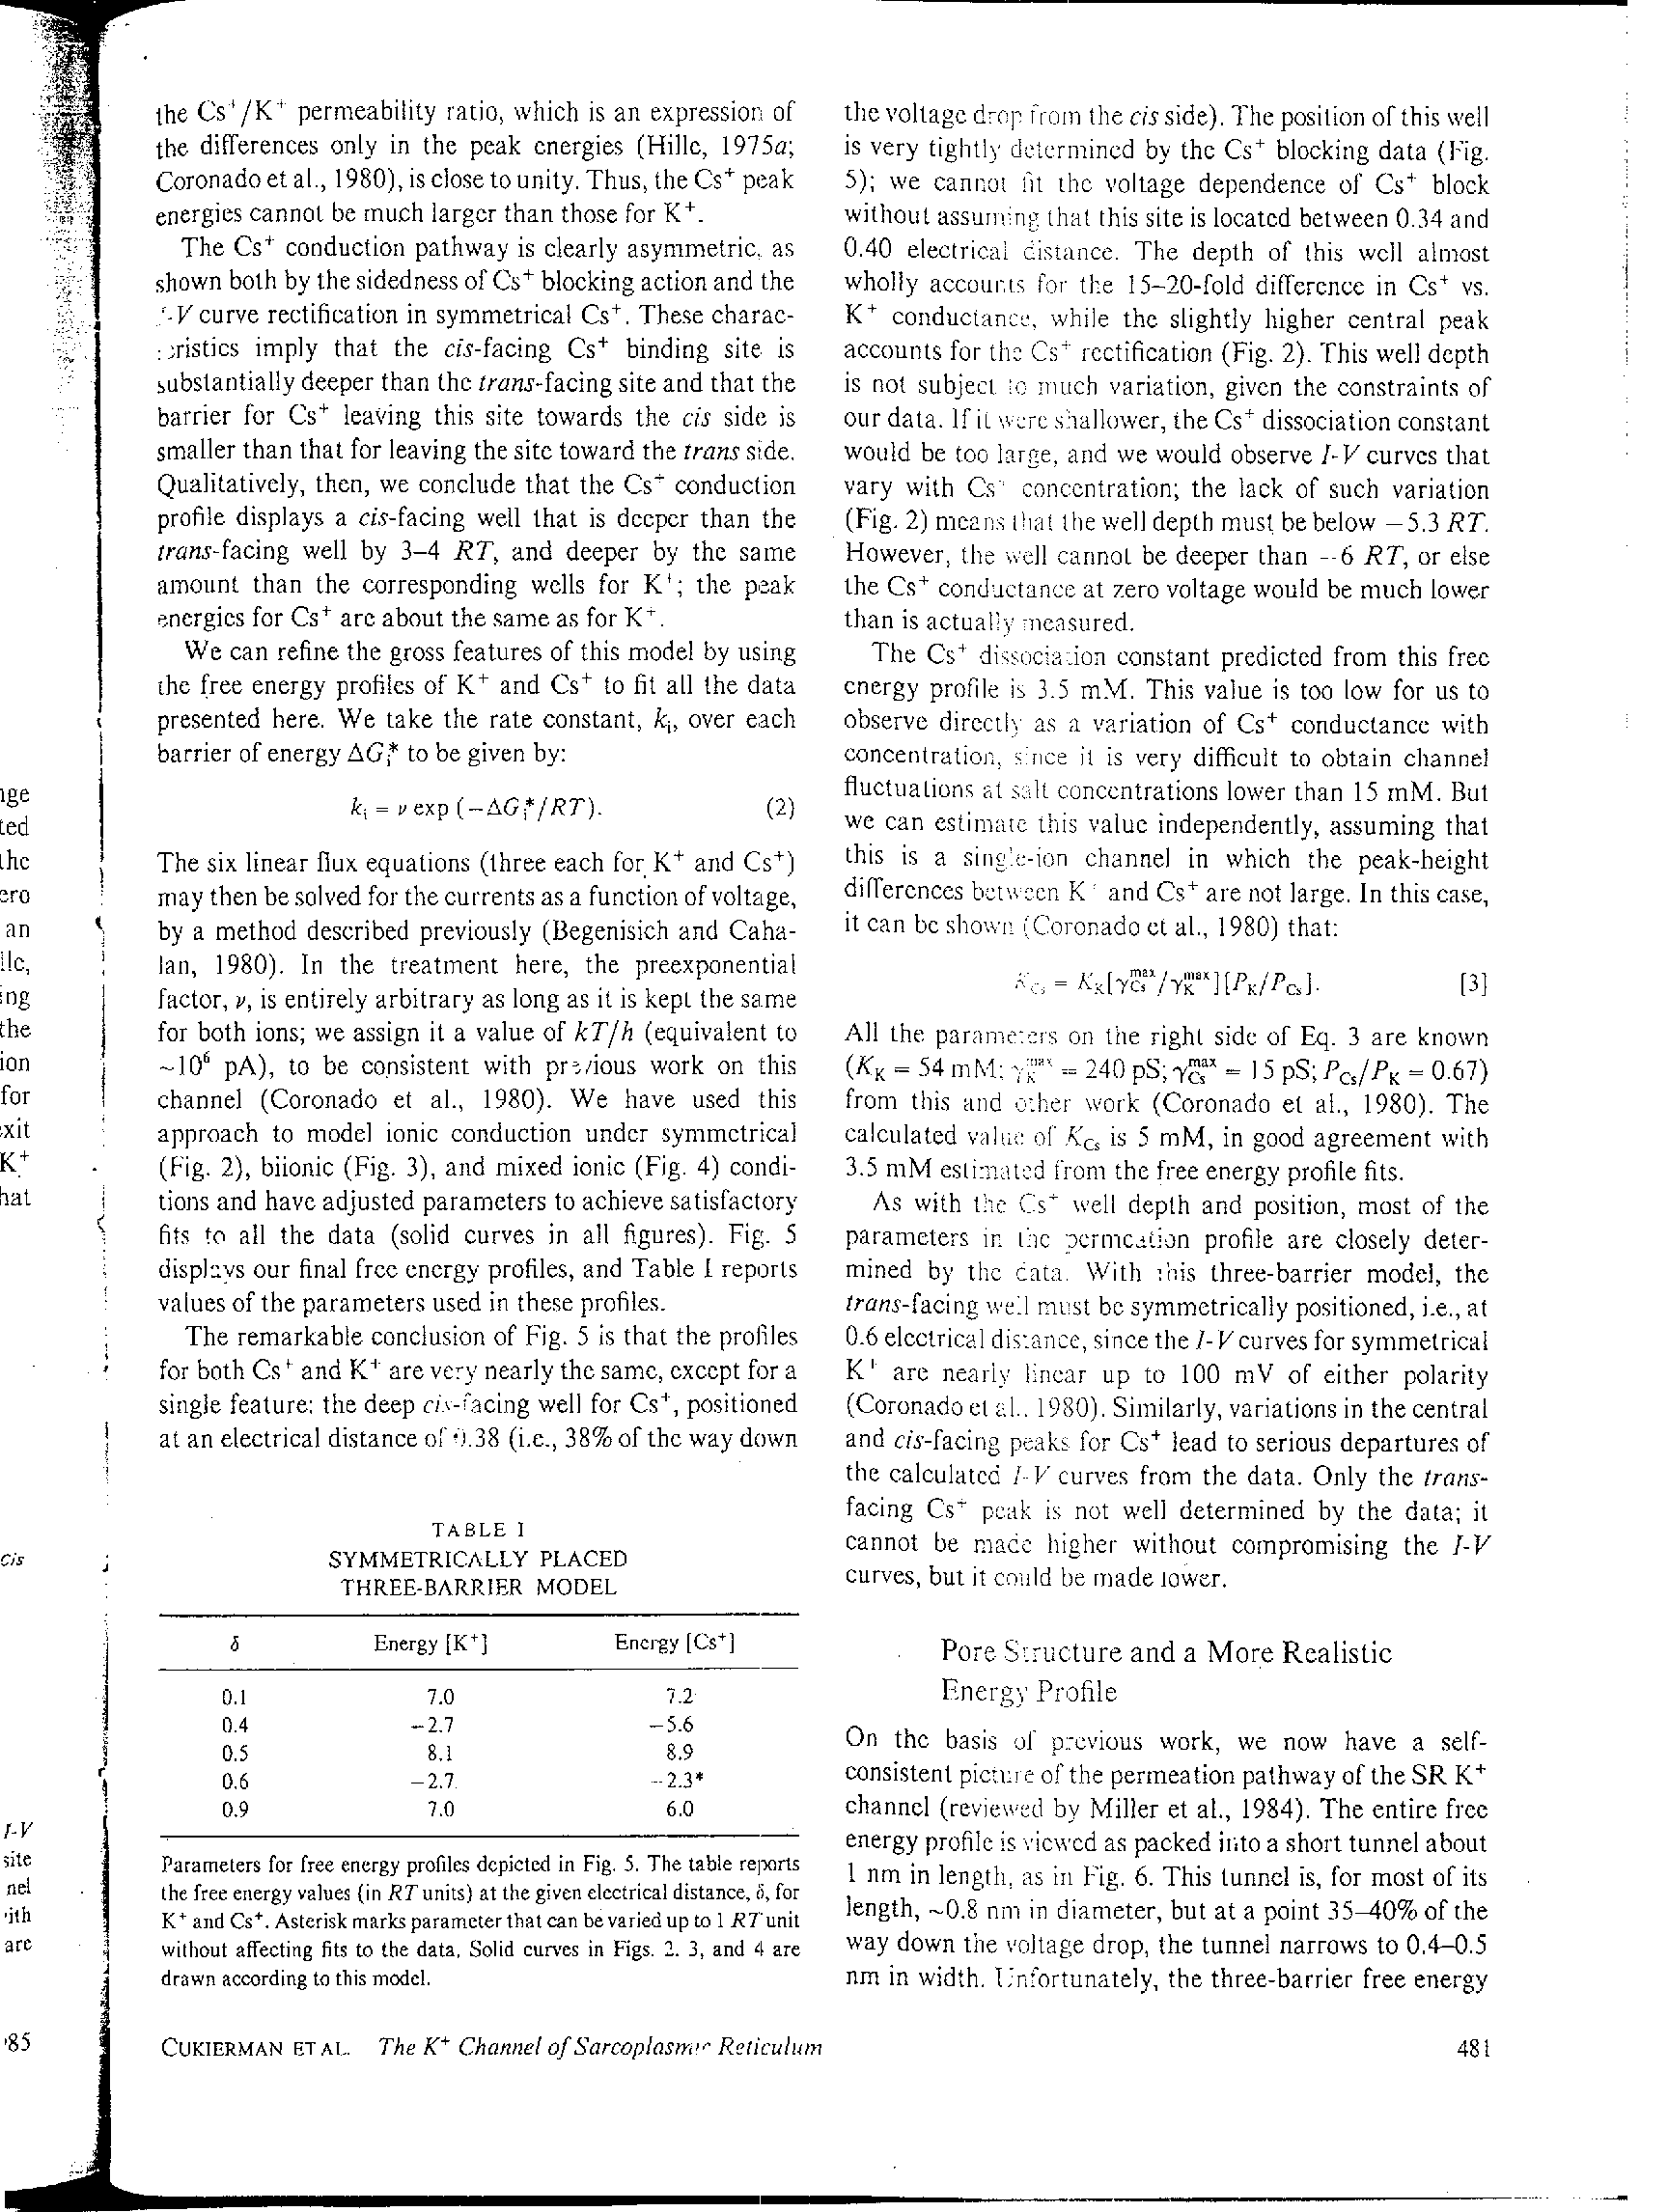 the Cs⁺/K⁺ permeability ratio, which is an expression of
the differences only in the peak energies (Hille, 1975a;
Coronado et al., 1980), is close to unity. Thus, the Cs⁺ peak
energies cannot be much larger than those for K⁺.
The Cs⁺ conduction pathway is clearly asymmetric, as
shown both by the sidedness of Cs⁺ blocking action and the
I-V curve rectification in symmetrical Cs⁺. These charac-
teristics imply that the cis-facing Cs⁺ binding site is
substantially deeper than the trans-facing site and that the
barrier for Cs⁺ leaving this site towards the cis side is
smaller than that for leaving the site toward the trans side.
Qualitatively, then, we conclude that the Cs⁺ conduction
profile displays a cis-facing well that is deeper than the
trans-facing well by 3–4 RT, and deeper by the same
amount than the corresponding wells for K⁺; the peak
energies for Cs⁺ are about the same as for K⁺.
We can refine the gross features of this model by using
the free energy profiles of K⁺ and Cs⁺ to fit all the data
presented here. We take the rate constant, kᵢ, over each
barrier of energy ΔGᵢ* to be given by:
kᵢ = ν exp (−ΔGᵢ*/RT). (2)
The six linear flux equations (three each for K⁺ and Cs⁺)
may then be solved for the currents as a function of voltage,
by a method described previously (Begenisich and Caha-
lan, 1980). In the treatment here, the preexponential
factor, ν, is entirely arbitrary as long as it is kept the same
for both ions; we assign it a value of kT/h (equivalent to
~10⁶ pA), to be consistent with previous work on this
channel (Coronado et al., 1980). We have used this
approach to model ionic conduction under symmetrical
(Fig. 2), biionic (Fig. 3), and mixed ionic (Fig. 4) condi-
tions and have adjusted parameters to achieve satisfactory
fits to all the data (solid curves in all figures). Fig. 5
displays our final free energy profiles, and Table I reports
values of the parameters used in these profiles.
The remarkable conclusion of Fig. 5 is that the profiles
for both Cs⁺ and K⁺ are very nearly the same, except for a
single feature: the deep cis-facing well for Cs⁺, positioned
at an electrical distance of 0.38 (i.e., 38% of the way down
TABLE I
SYMMETRICALLY PLACED
THREE-BARRIER MODEL
δ Energy [K⁺] Energy [Cs⁺]
0.1 7.0 7.2
0.4 −2.7 −5.6
0.5 8.1 8.9
0.6 −2.7 −2.3*
0.9 7.0 6.0
Parameters for free energy profiles depicted in Fig. 5. The table reports
the free energy values (in RT units) at the given electrical distance, δ, for
K⁺ and Cs⁺. Asterisk marks parameter that can be varied up to 1 RT unit
without affecting fits to the data. Solid curves in Figs. 2, 3, and 4 are
drawn according to this model.
the voltage drop from the cis side). The position of this well
is very tightly determined by the Cs⁺ blocking data (Fig.
5); we cannot fit the voltage dependence of Cs⁺ block
without assuming that this site is located between 0.34 and
0.40 electrical distance. The depth of this well almost
wholly accounts for the 15–20-fold difference in Cs⁺ vs.
K⁺ conductance, while the slightly higher central peak
accounts for the Cs⁺ rectification (Fig. 2). This well depth
is not subject to much variation, given the constraints of
our data. If it were shallower, the Cs⁺ dissociation constant
would be too large, and we would observe I-V curves that
vary with Cs⁺ concentration; the lack of such variation
(Fig. 2) means that the well depth must be below −5.3 RT.
However, the well cannot be deeper than −6 RT, or else
the Cs⁺ conductance at zero voltage would be much lower
than is actually measured.
The Cs⁺ dissociation constant predicted from this free
energy profile is 3.5 mM. This value is too low for us to
observe directly as a variation of Cs⁺ conductance with
concentration, since it is very difficult to obtain channel
fluctuations at salt concentrations lower than 15 mM. But
we can estimate this value independently, assuming that
this is a single-ion channel in which the peak-height
differences between K⁺ and Cs⁺ are not large. In this case,
it can be shown (Coronado et al., 1980) that:
K_Cs = K_K[γ_Cs^max/γ_K^max][P_K/P_Cs]. [3]
All the parameters on the right side of Eq. 3 are known
(K_K = 54 mM; γ_K^max = 240 pS; γ_Cs^max = 15 pS; P_Cs/P_K = 0.67)
from this and other work (Coronado et al., 1980). The
calculated value of K_Cs is 5 mM, in good agreement with
3.5 mM estimated from the free energy profile fits.
As with the Cs⁺ well depth and position, most of the
parameters in the permeation profile are closely deter-
mined by the data. With this three-barrier model, the
trans-facing well must be symmetrically positioned, i.e., at
0.6 electrical distance, since the I-V curves for symmetrical
K⁺ are nearly linear up to 100 mV of either polarity
(Coronado et al., 1980). Similarly, variations in the central
and cis-facing peaks for Cs⁺ lead to serious departures of
the calculated I-V curves from the data. Only the trans-
facing Cs⁺ peak is not well determined by the data; it
cannot be made higher without compromising the I-V
curves, but it could be made lower.
Pore Structure and a More Realistic
Energy Profile
On the basis of previous work, we now have a self-
consistent picture of the permeation pathway of the SR K⁺
channel (reviewed by Miller et al., 1984). The entire free
energy profile is viewed as packed into a short tunnel about
1 nm in length, as in Fig. 6. This tunnel is, for most of its
length, ~0.8 nm in diameter, but at a point 35–40% of the
way down the voltage drop, the tunnel narrows to 0.4–0.5
nm in width. Unfortunately, the three-barrier free energy
CUKIERMAN ET AL. The K⁺ Channel of Sarcoplasmic Reticulum 481